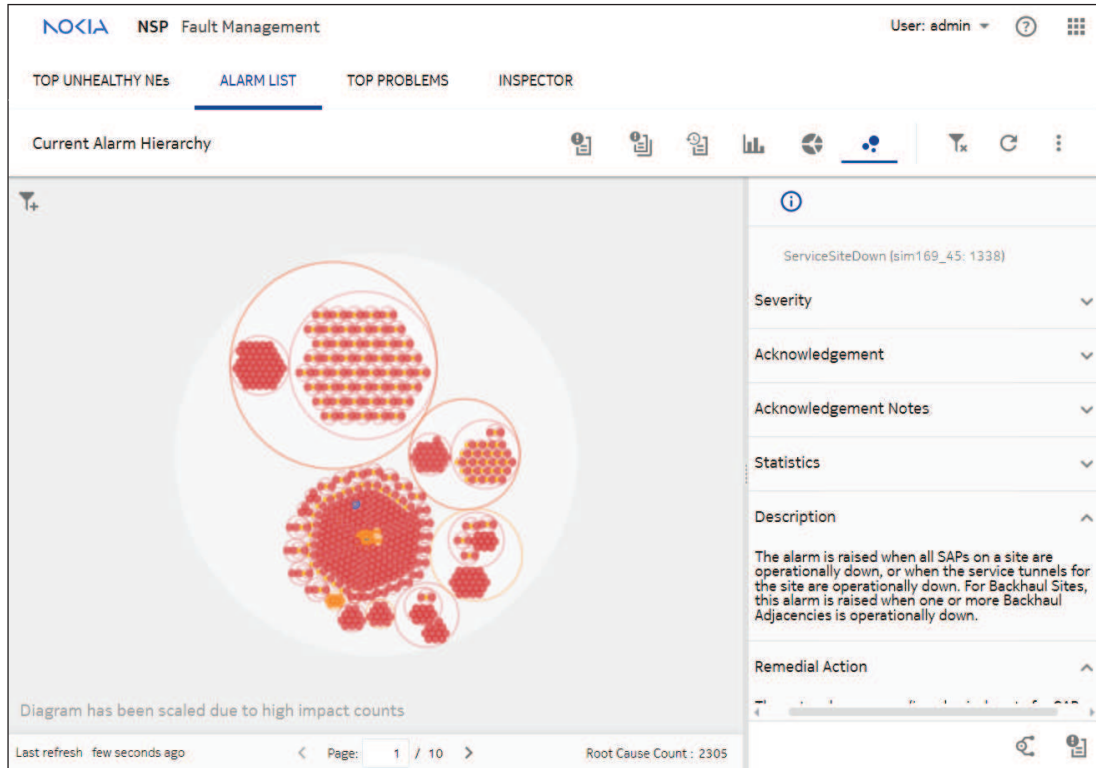 NOKIA NSP Fault Management User: admin
TOP UNHEALTHY NEs ALARM LIST TOP PROBLEMS INSPECTOR
Current Alarm Hierarchy
ServiceSiteDown (sim169_45: 1338)
Severity
Acknowledgement
Acknowledgement Notes
Statistics
Description
The alarm is raised when all SAPs on a site are
operationally down, or when the service tunnels for
the site are operationally down. For Backhaul Sites,
this alarm is raised when one or more Backhaul
Adjacencies is operationally down.
Remedial Action
Diagram has been scaled due to high impact counts
Last refresh few seconds ago Page: 1 / 10 Root Cause Count : 2305